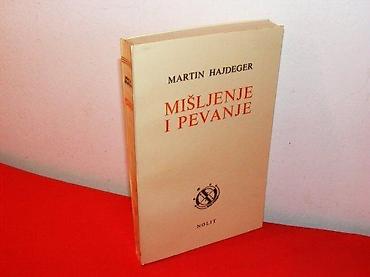 MARTIN HAJDEGER
MIŠLJENJE
I PEVANJE
NOLIT